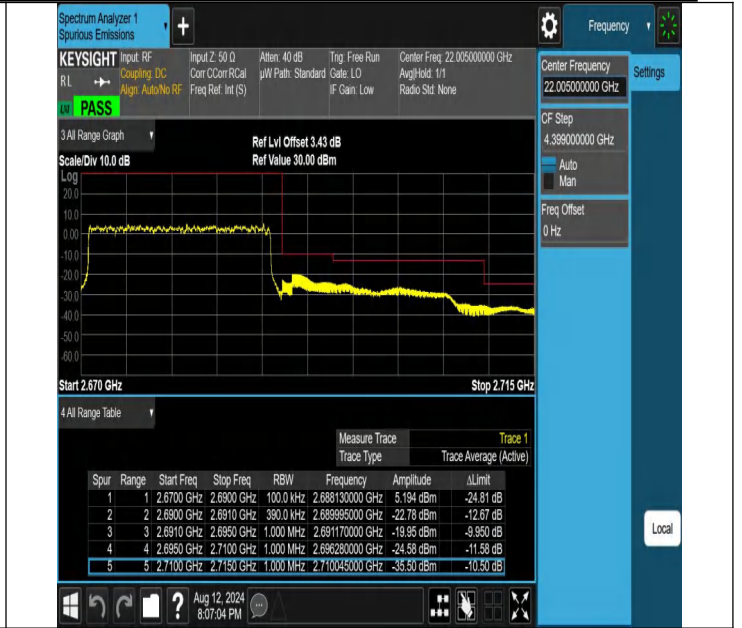 Spectrum Analyzer 1
Spurious Emissions
Frequency
KEYSIGHT Input: RF Input Z: 50 Ω Atten: 40 dB Trig: Free Run Center Freq: 22.005000000 GHz
RL Coupling: DC Corr CCorr RCal µW Path: Standard Gate: LO Avg|Hold: 1/1
Align: Auto/No RF Freq Ref: Int (S) IF Gain: Low Radio Std: None
PASS
Center Frequency
22.005000000 GHz
Settings
CF Step
4.399000000 GHz
Auto
Man
Freq Offset
0 Hz
3 All Range Graph
Ref Lvl Offset 3.43 dB
Scale/Div 10.0 dB Ref Value 30.00 dBm
Log
20.0
10.0
0.00
-10.0
-20.0
-30.0
-40.0
-50.0
-60.0
Start 2.670 GHz Stop 2.715 GHz
4 All Range Table
Measure Trace Trace 1
Trace Type Trace Average (Active)
Spur Range Start Freq Stop Freq RBW Frequency Amplitude ΔLimit
1 1 2.6700 GHz 2.6900 GHz 100.0 kHz 2.688130000 GHz 5.194 dBm -24.81 dB
2 2 2.6900 GHz 2.6910 GHz 390.0 kHz 2.689995000 GHz -22.78 dBm -12.67 dB
3 3 2.6910 GHz 2.6950 GHz 1.000 MHz 2.691170000 GHz -19.95 dBm -9.950 dB
4 4 2.6950 GHz 2.7100 GHz 1.000 MHz 2.696280000 GHz -24.58 dBm -11.58 dB
5 5 2.7100 GHz 2.7150 GHz 1.000 MHz 2.710045000 GHz -35.50 dBm -10.50 dB
Local
Aug 12, 2024
8:07:04 PM